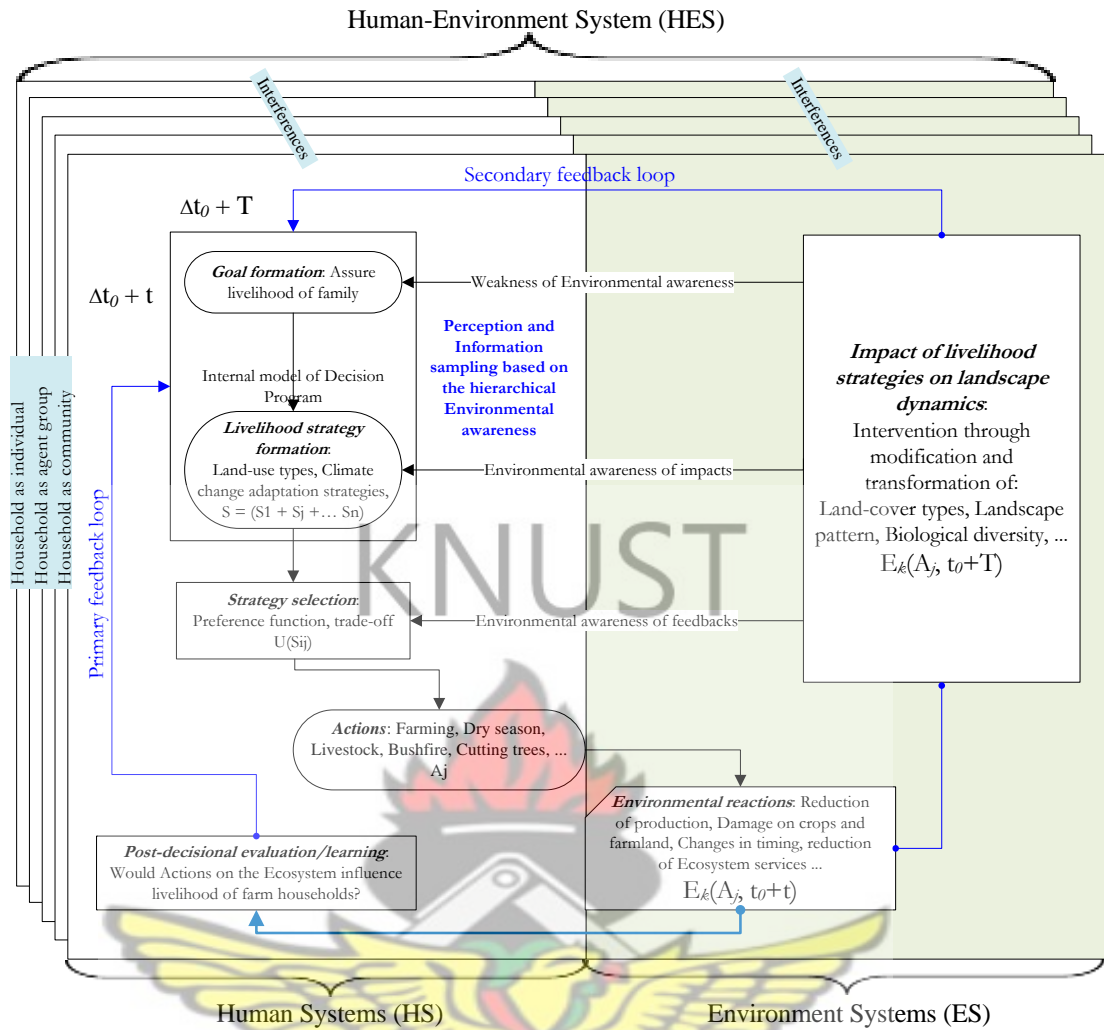 Human-Environment System (HES)
Interferences
Interferences
Secondary feedback loop
Δt0 + T
Δt0 + t
Goal formation: Assure
livelihood of family
Weakness of Environmental awareness
Perception and
Information
sampling based on
the hierarchical
Environmental
awareness
Internal model of Decision
Program
Livelihood strategy
formation:
Land-use types, Climate
change adaptation strategies,
S = (S1 + Sj +… Sn)
Environmental awareness of impacts
Impact of livelihood
strategies on landscape
dynamics:
Intervention through
modification and
transformation of:
Land-cover types, Landscape
pattern, Biological diversity, ...
Ek(Aj, t0+T)
Household as individual
Household as agent group
Household as community
Primary feedback loop
KNUST
Strategy selection:
Preference function, trade-off
U(Sij)
Environmental awareness of feedbacks
Actions: Farming, Dry season,
Livestock, Bushfire, Cutting trees, ...
Aj
Environmental reactions: Reduction
of production, Damage on crops and
farmland, Changes in timing, reduction
of Ecosystem services ...
Ek(Aj, t0+t)
Post-decisional evaluation/learning:
Would Actions on the Ecosystem influence
livelihood of farm households?
Human Systems (HS)
Environment Systems (ES)